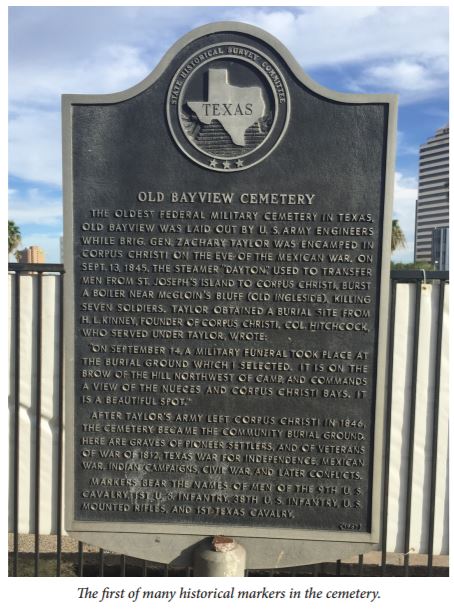 STATE HISTORICAL SURVEY COMMITTEE
TEXAS
OLD BAYVIEW CEMETERY
THE OLDEST FEDERAL MILITARY CEMETERY IN TEXAS,
OLD BAYVIEW WAS LAID OUT BY U. S. ARMY ENGINEERS
WHILE BRIG. GEN. ZACHARY TAYLOR WAS ENCAMPED IN
CORPUS CHRISTI ON THE EVE OF THE MEXICAN WAR. ON
SEPT. 13, 1845, THE STEAMER "DAYTON," USED TO TRANSFER
MEN FROM ST. JOSEPH'S ISLAND TO CORPUS CHRISTI, BURST
A BOILER NEAR McGLOIN'S BLUFF (OLD INGLESIDE), KILLING
SEVEN SOLDIERS. TAYLOR OBTAINED A BURIAL SITE FROM
H. L. KINNEY, FOUNDER OF CORPUS CHRISTI. COL. HITCHCOCK,
WHO SERVED UNDER TAYLOR, WROTE:
"ON SEPTEMBER 14, A MILITARY FUNERAL TOOK PLACE AT
THE BURIAL GROUND WHICH I SELECTED. IT IS ON THE
BROW OF THE HILL NORTHWEST OF CAMP, AND COMMANDS
A VIEW OF THE NUECES AND CORPUS CHRISTI BAYS. IT
IS A BEAUTIFUL SPOT."
AFTER TAYLOR'S ARMY LEFT CORPUS CHRISTI IN 1846,
THE CEMETERY BECAME THE COMMUNITY BURIAL GROUND.
HERE ARE GRAVES OF PIONEER SETTLERS, AND OF VETERANS
OF WAR OF 1812, TEXAS WAR FOR INDEPENDENCE, MEXICAN
WAR, INDIAN CAMPAIGNS, CIVIL WAR, AND LATER CONFLICTS.
MARKERS BEAR THE NAMES OF MEN OF THE 9TH U. S.
CAVALRY, 1ST U. S. INFANTRY, 38TH U. S. INFANTRY, U. S.
MOUNTED RIFLES, AND 1ST TEXAS CAVALRY.
The first of many historical markers in the cemetery.